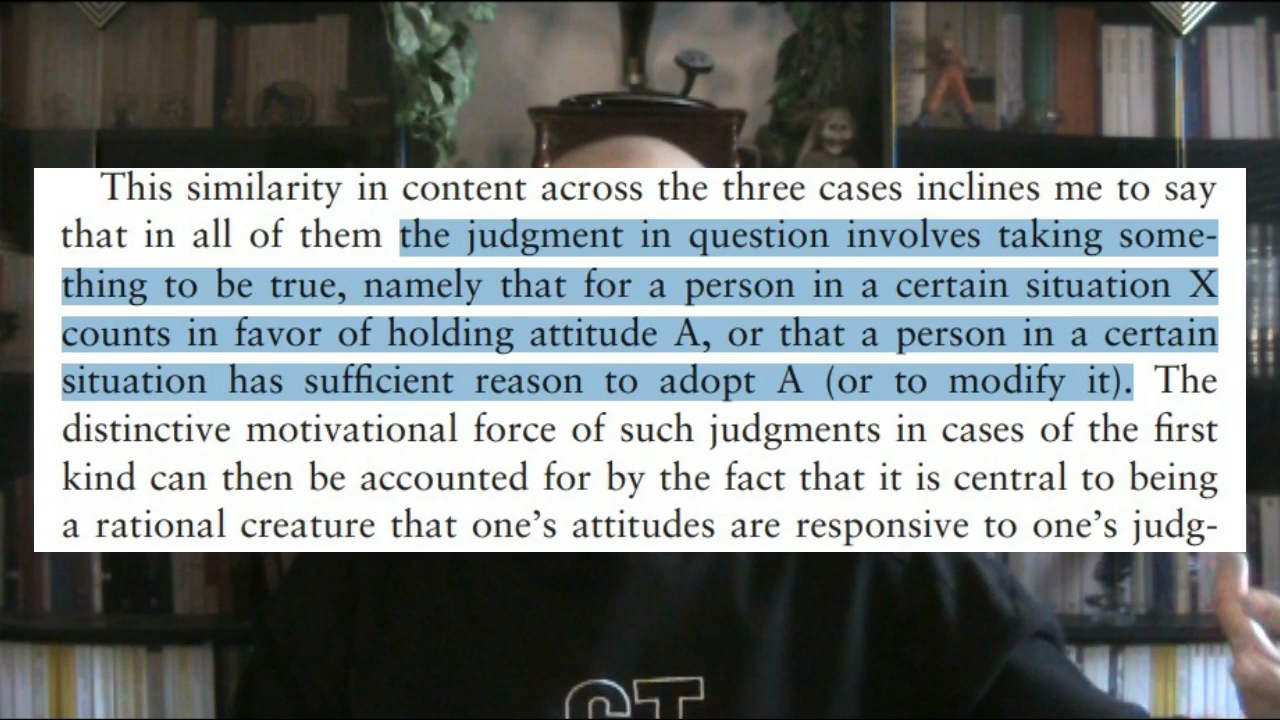 This similarity in content across the three cases inclines me to say
that in all of them the judgment in question involves taking some-
thing to be true, namely that for a person in a certain situation X
counts in favor of holding attitude A, or that a person in a certain
situation has sufficient reason to adopt A (or to modify it). The
distinctive motivational force of such judgments in cases of the first
kind can then be accounted for by the fact that it is central to being
a rational creature that one’s attitudes are responsive to one’s judg-